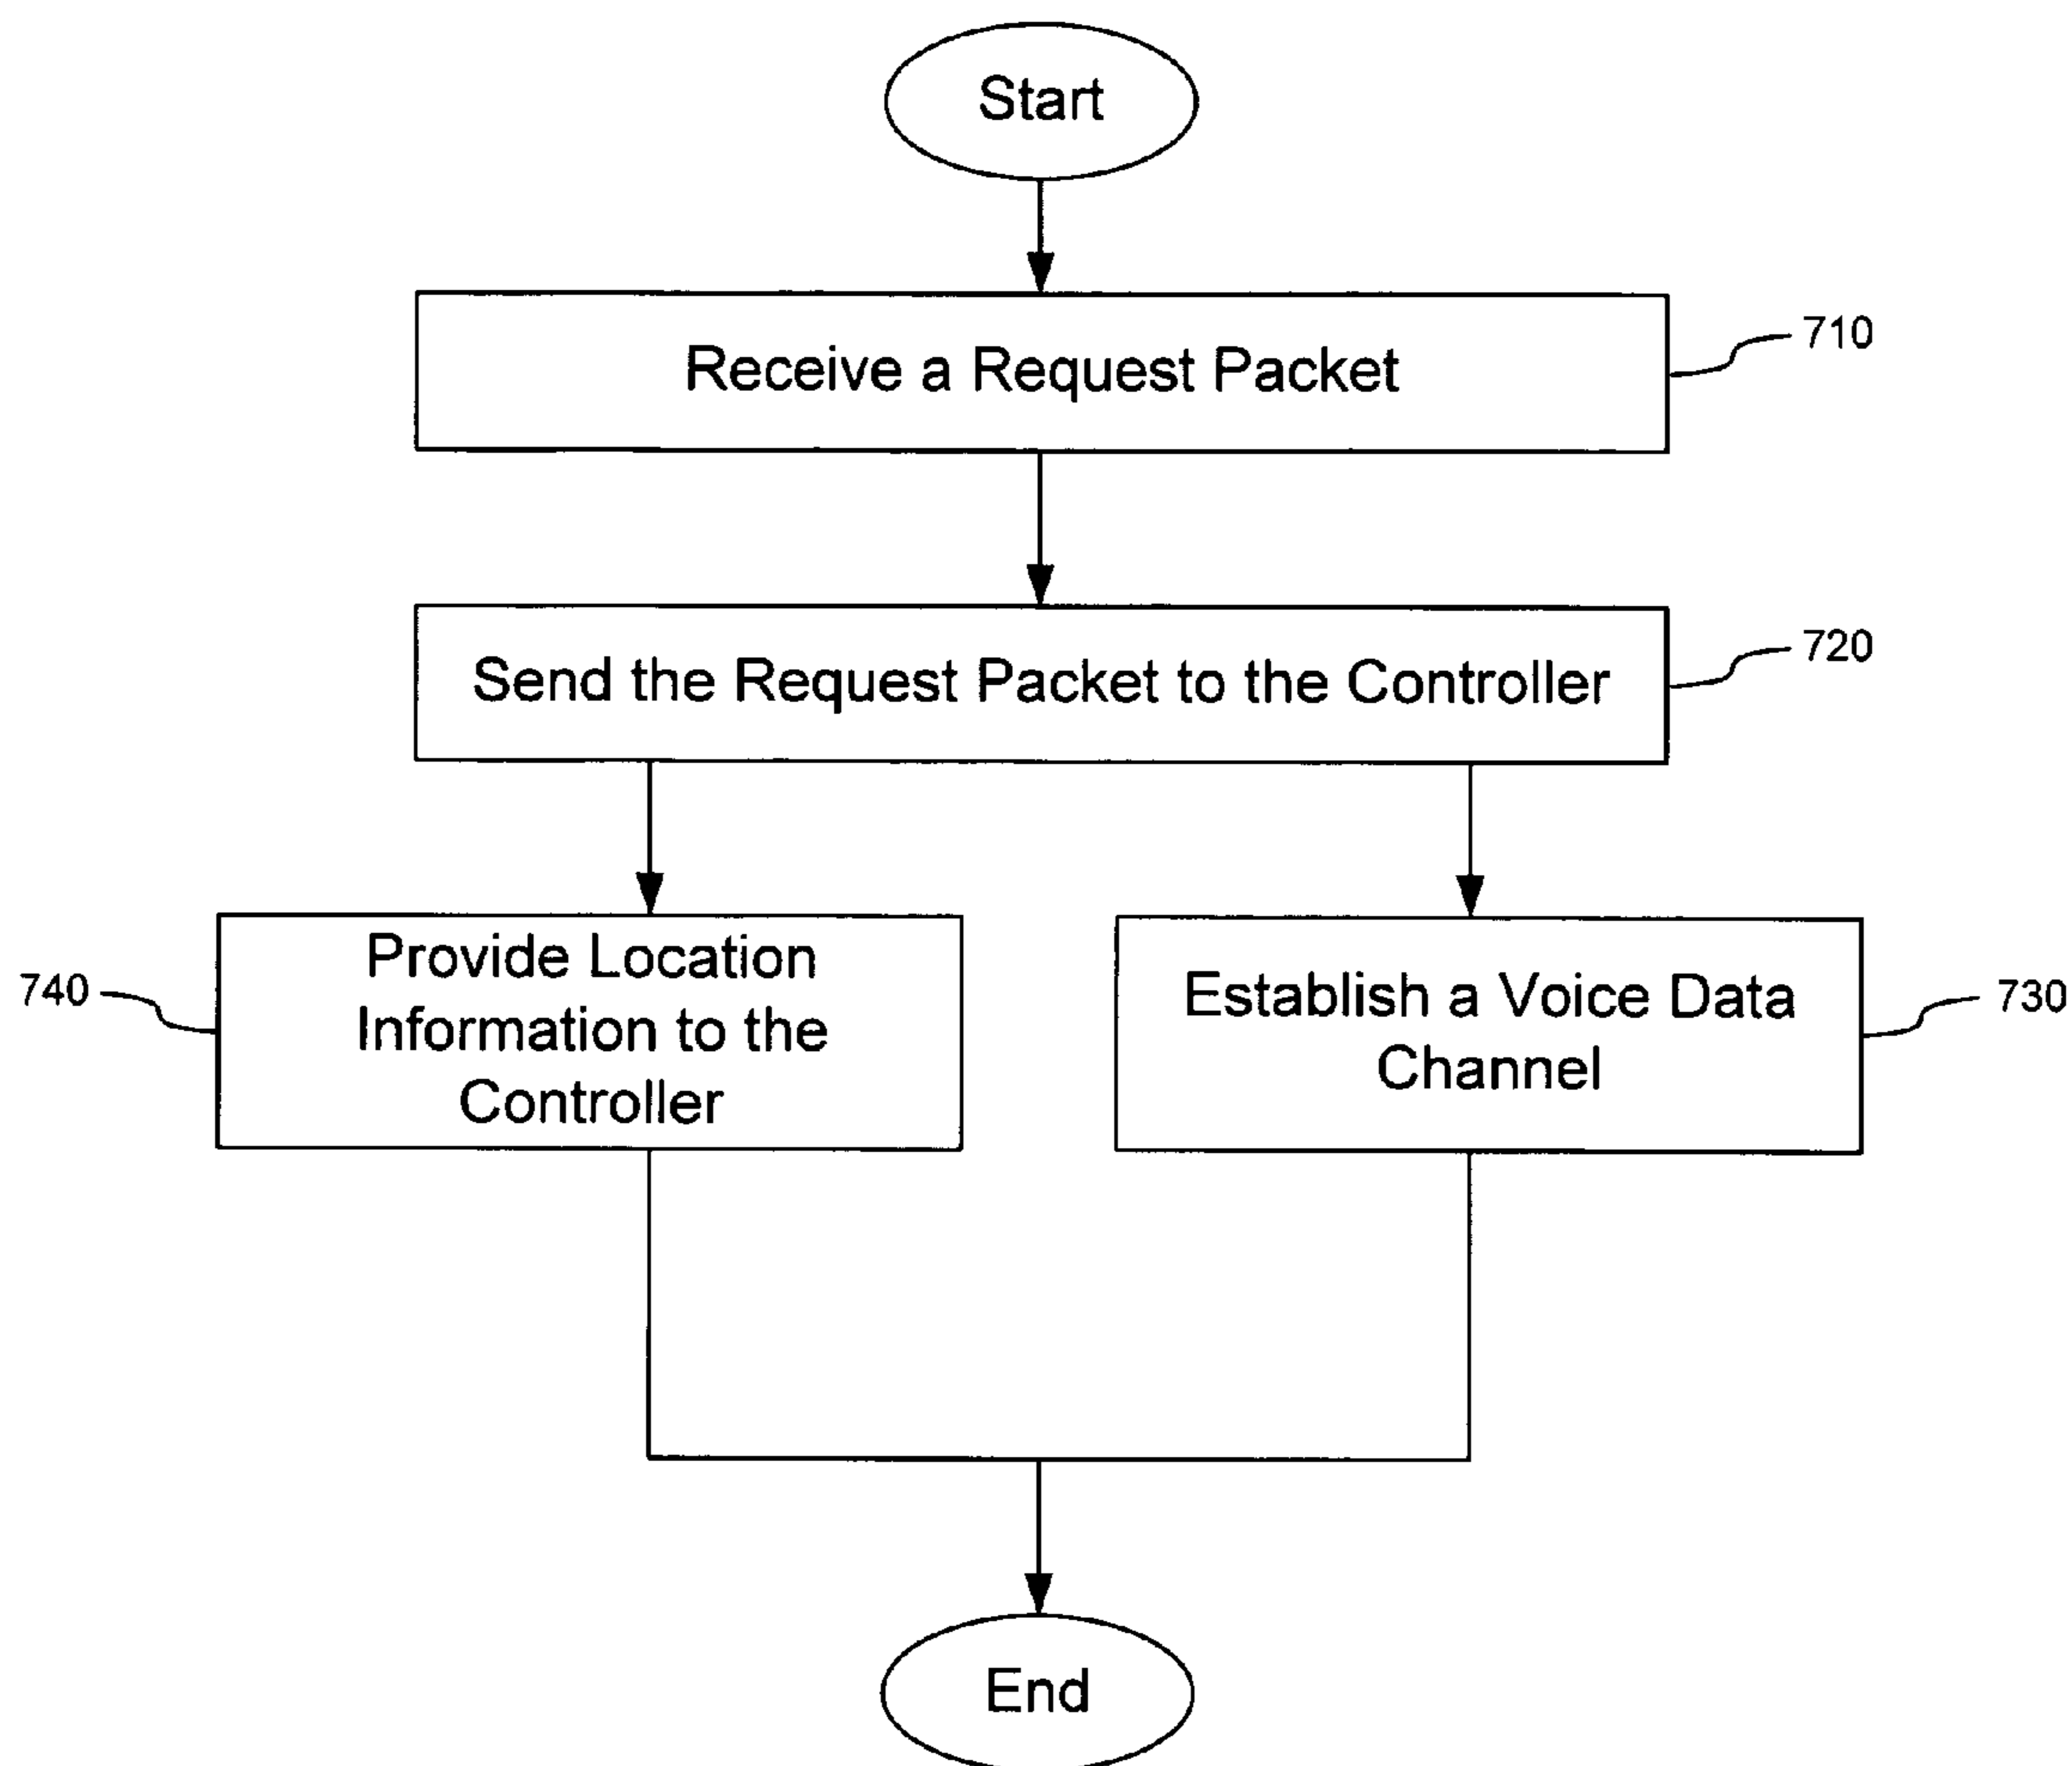 Start
Receive a Request Packet
710
Send the Request Packet to the Controller
720
740
Provide Location
Information to the
Controller
Establish a Voice Data
Channel
730
End